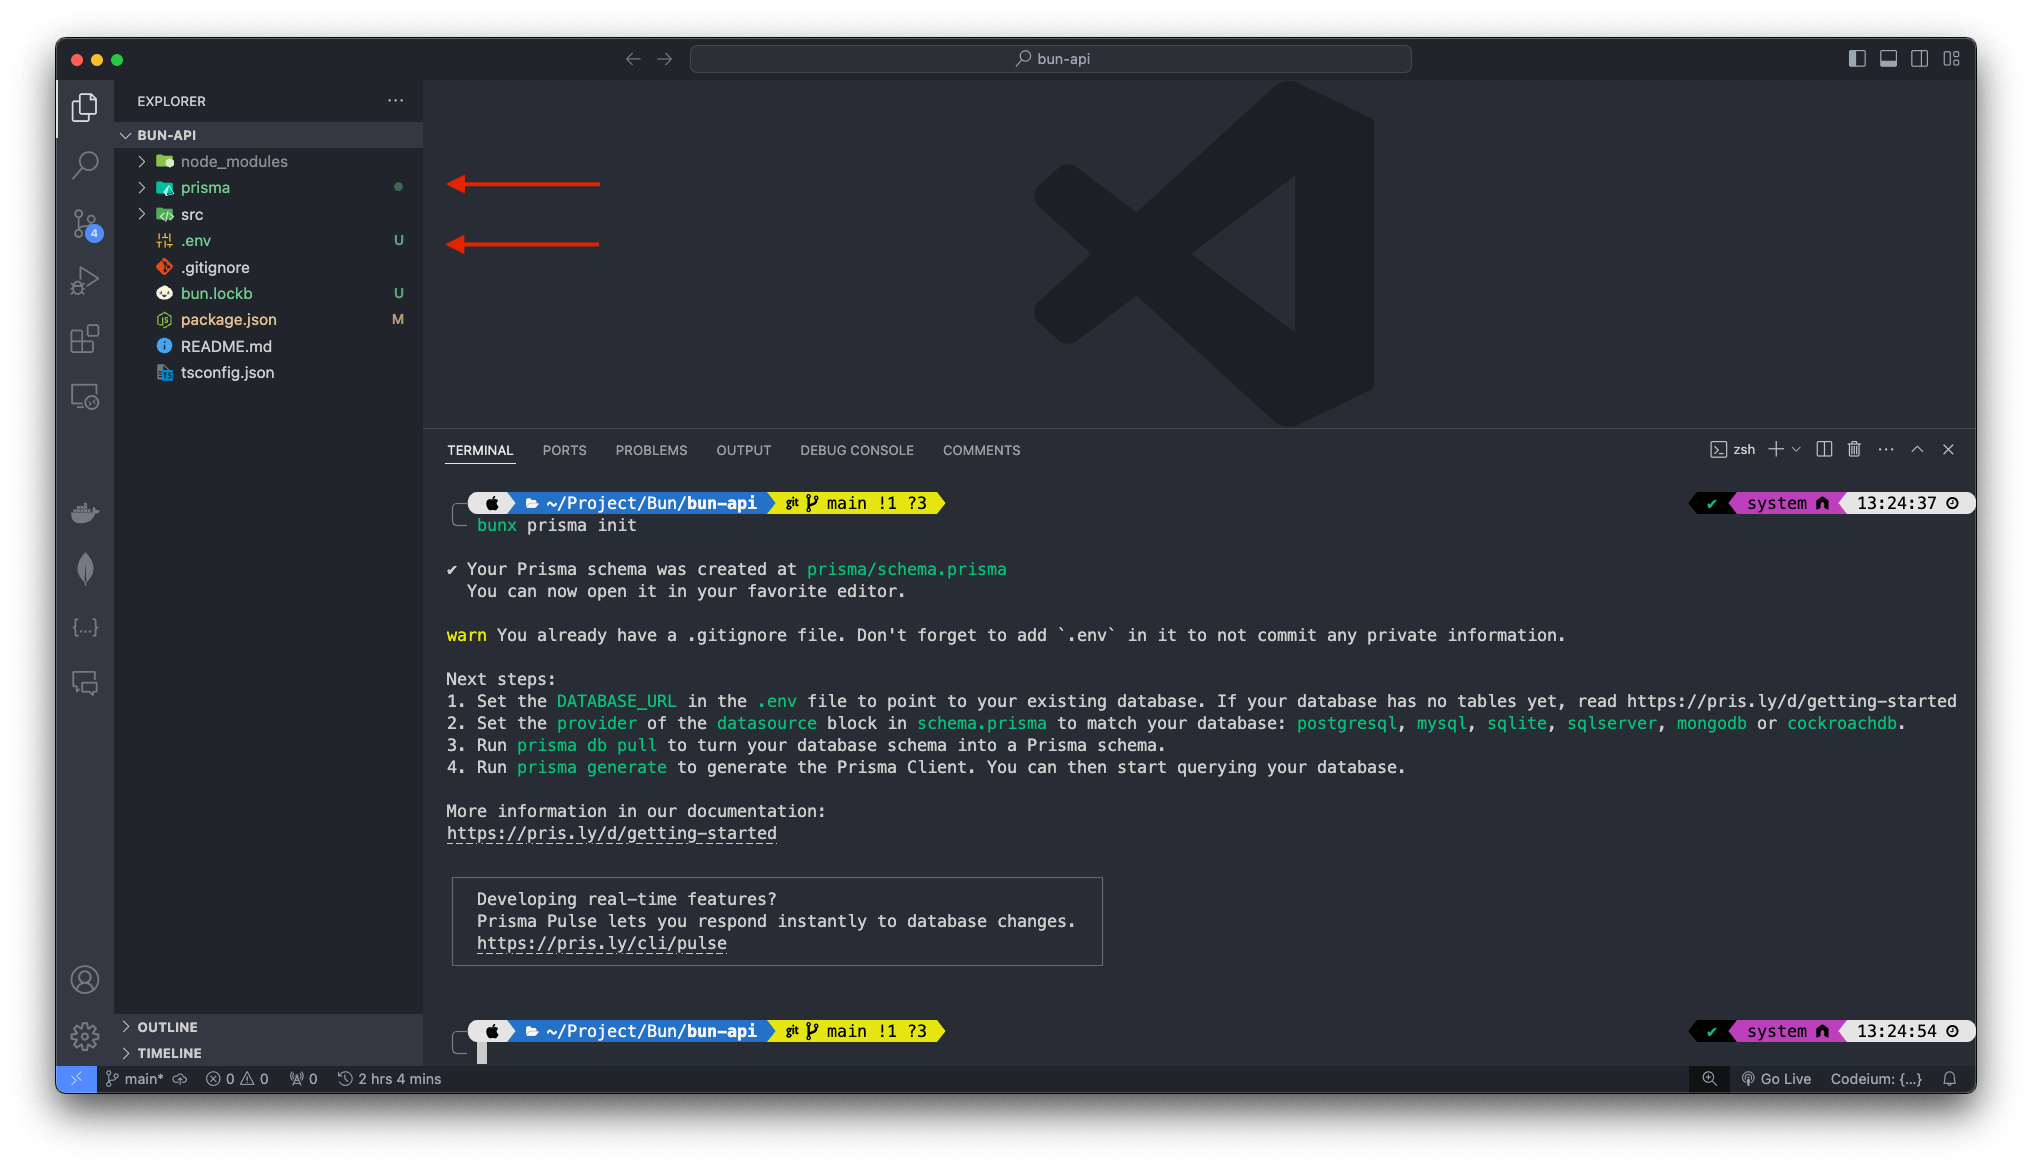 bun-api
EXPLORER
BUN-API
node_modules
prisma
src
.env U
.gitignore
bun.lockb U
package.json M
README.md
tsconfig.json
4
OUTLINE
TIMELINE
TERMINAL PORTS PROBLEMS OUTPUT DEBUG CONSOLE COMMENTS
zsh
~/Project/Bun/bun-api git main !1 ?3 ✔ system 13:24:37
bunx prisma init
✔ Your Prisma schema was created at prisma/schema.prisma
You can now open it in your favorite editor.
warn You already have a .gitignore file. Don't forget to add `.env` in it to not commit any private information.
Next steps:
1. Set the DATABASE_URL in the .env file to point to your existing database. If your database has no tables yet, read https://pris.ly/d/getting-started
2. Set the provider of the datasource block in schema.prisma to match your database: postgresql, mysql, sqlite, sqlserver, mongodb or cockroachdb.
3. Run prisma db pull to turn your database schema into a Prisma schema.
4. Run prisma generate to generate the Prisma Client. You can then start querying your database.
More information in our documentation:
https://pris.ly/d/getting-started
Developing real-time features?
Prisma Pulse lets you respond instantly to database changes.
https://pris.ly/cli/pulse
~/Project/Bun/bun-api git main !1 ?3 ✔ system 13:24:54
main* 0 0 0 2 hrs 4 mins Go Live Codeium: {...}